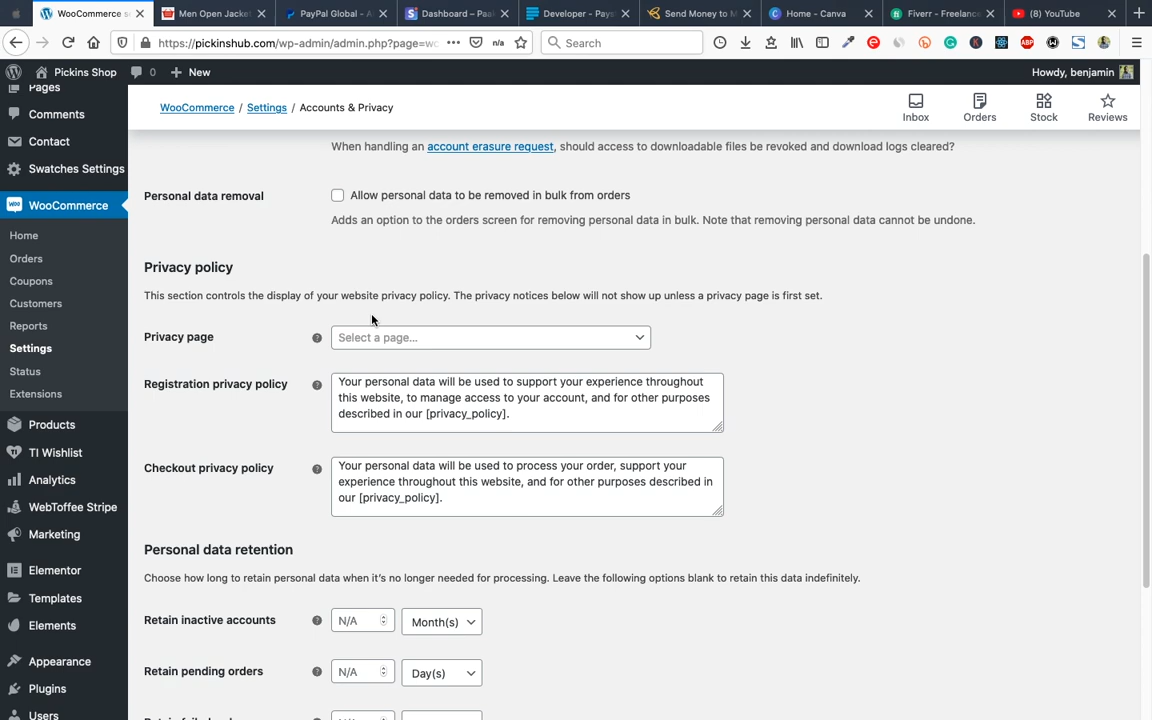 WooCommerce s
Men Open Jacke
PayPal Global - A
Dashboard – Paa
Developer - Pays
Send Money to M
Home - Canva
Fiverr - Freelance
(B) YouTube
https://pickinshub.com/wp-admin/admin.php?page=wc
n/a
Search
ABP
Pickins Shop
0
New
Howdy, benjamin
Pages
Comments
Contact
Swatches Settings
WooCommerce
Home
Orders
Coupons
Customers
Reports
Settings
Status
Extensions
Products
TI Wishlist
Analytics
WebToffee Stripe
Marketing
Elementor
Templates
Elements
Appearance
Plugins
Users
WooCommerce / Settings / Accounts & Privacy
Inbox
Orders
Stock
Reviews
When handling an account erasure request, should access to downloadable files be revoked and download logs cleared?
Personal data removal
Allow personal data to be removed in bulk from orders
Adds an option to the orders screen for removing personal data in bulk. Note that removing personal data cannot be undone.
Privacy policy
This section controls the display of your website privacy policy. The privacy notices below will not show up unless a privacy page is first set.
Privacy page
Select a page...
Registration privacy policy
Your personal data will be used to support your experience throughout
this website, to manage access to your account, and for other purposes
described in our [privacy_policy].
Checkout privacy policy
Your personal data will be used to process your order, support your
experience throughout this website, and for other purposes described in
our [privacy_policy].
Personal data retention
Choose how long to retain personal data when it's no longer needed for processing. Leave the following options blank to retain this data indefinitely.
Retain inactive accounts
N/A
Month(s)
Retain pending orders
N/A
Day(s)